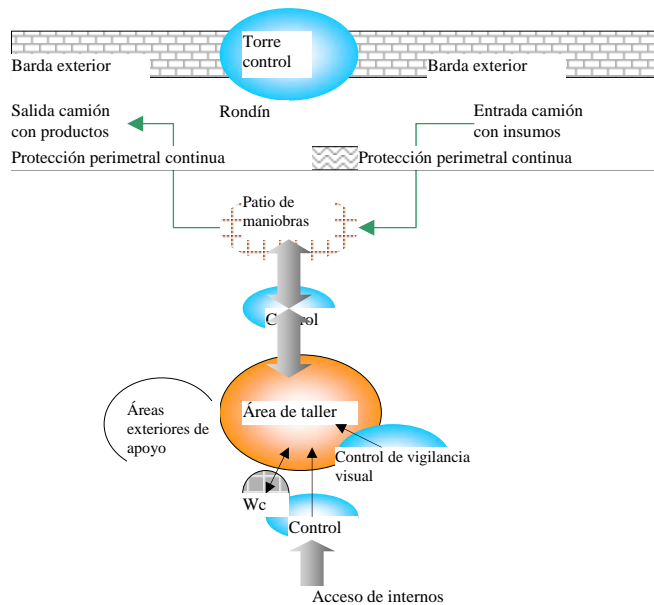 Torre
control
Barda exterior
Barda exterior
Salida camión
con productos
Rondín
Entrada camión
con insumos
Protección perimetral continua
Protección perimetral continua
Patio de
maniobras
Control
Área de taller
Áreas
exteriores de
apoyo
Control de vigilancia
visual
Wc
Control
Acceso de internos